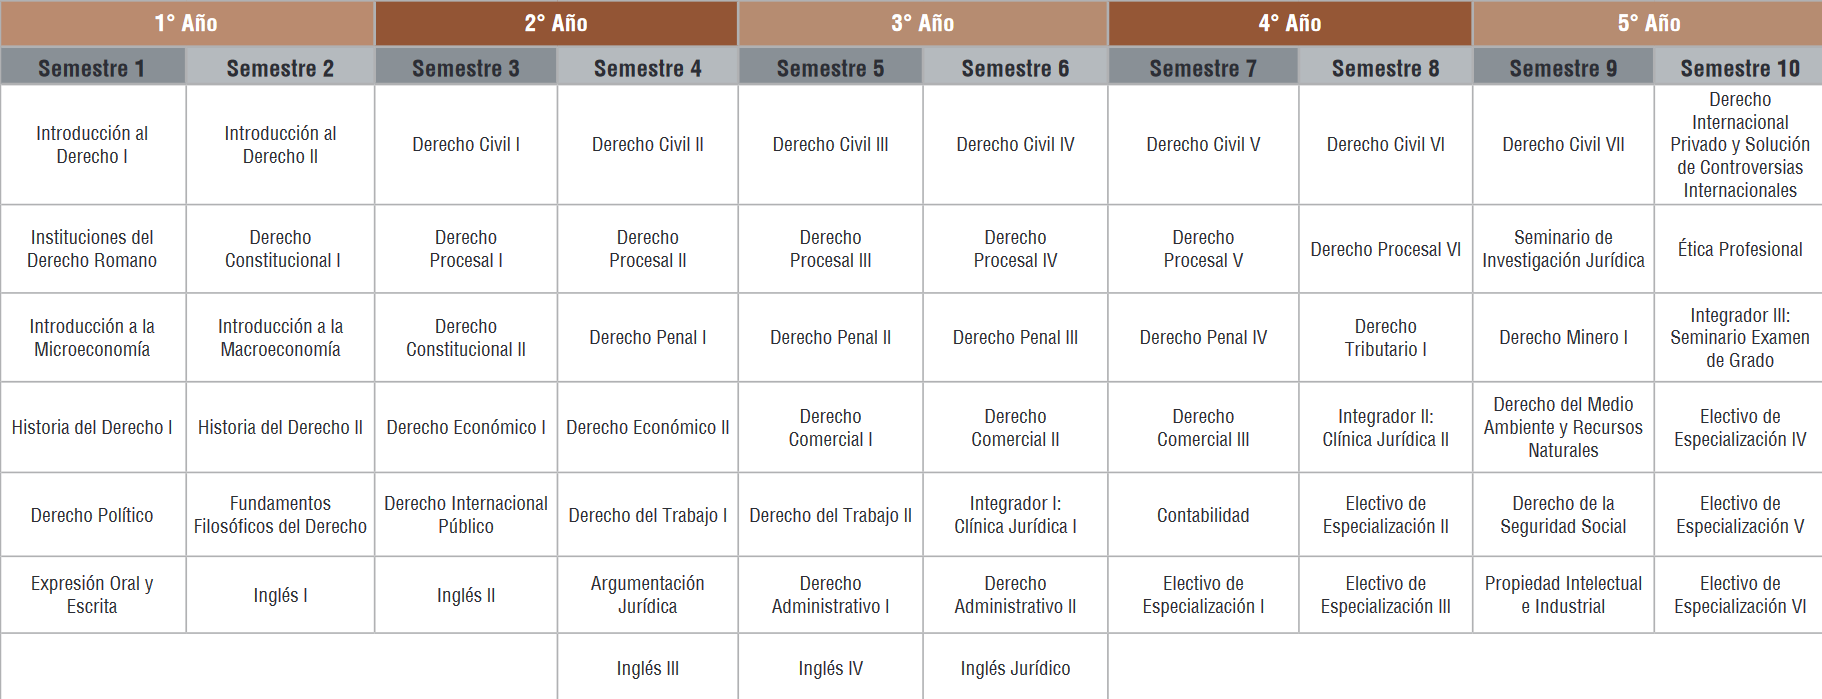 1° Año 2° Año 3° Año 4° Año 5° Año
Semestre 1 Semestre 2 Semestre 3 Semestre 4 Semestre 5 Semestre 6 Semestre 7 Semestre 8 Semestre 9 Semestre 10
Introducción al
Derecho I
Introducción al
Derecho II
Derecho Civil I
Derecho Civil II
Derecho Civil III
Derecho Civil IV
Derecho Civil V
Derecho Civil VI
Derecho Civil VII
Derecho
Internacional
Privado y Solución
de Controversias
Internacionales
Instituciones del
Derecho Romano
Derecho
Constitucional I
Derecho
Procesal I
Derecho
Procesal II
Derecho
Procesal III
Derecho
Procesal IV
Derecho
Procesal V
Derecho Procesal VI
Seminario de
Investigación Jurídica
Ética Profesional
Introducción a la
Microeconomía
Introducción a la
Macroeconomía
Derecho
Constitucional II
Derecho Penal I
Derecho Penal II
Derecho Penal III
Derecho Penal IV
Derecho
Tributario I
Derecho Minero I
Integrador III:
Seminario Examen
de Grado
Historia del Derecho I
Historia del Derecho II
Derecho Económico I
Derecho Económico II
Derecho
Comercial I
Derecho
Comercial II
Derecho
Comercial III
Integrador II:
Clínica Jurídica II
Derecho del Medio
Ambiente y Recursos
Naturales
Electivo de
Especialización IV
Derecho Político
Fundamentos
Filosóficos del Derecho
Derecho Internacional
Público
Derecho del Trabajo I
Derecho del Trabajo II
Integrador I:
Clínica Jurídica I
Contabilidad
Electivo de
Especialización II
Derecho de la
Seguridad Social
Electivo de
Especialización V
Expresión Oral y
Escrita
Inglés I
Inglés II
Argumentación
Jurídica
Derecho
Administrativo I
Derecho
Administrativo II
Electivo de
Especialización I
Electivo de
Especialización III
Propiedad Intelectual
e Industrial
Electivo de
Especialización VI
Inglés III
Inglés IV
Inglés Jurídico